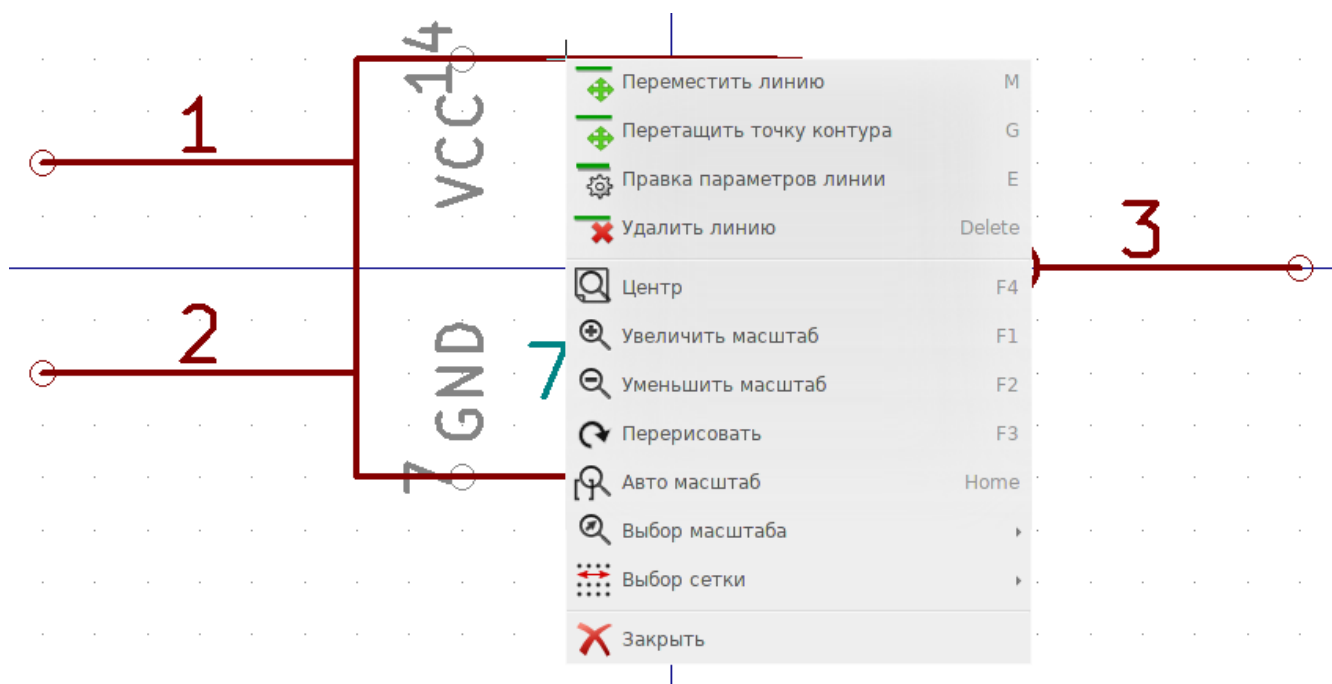 14
VCC
1
2
GND
7
7
3
Переместить линию M
Перетащить точку контура G
Правка параметров линии E
Удалить линию Delete
Центр F4
Увеличить масштаб F1
Уменьшить масштаб F2
Перерисовать F3
Авто масштаб Home
Выбор масштаба
Выбор сетки
Закрыть